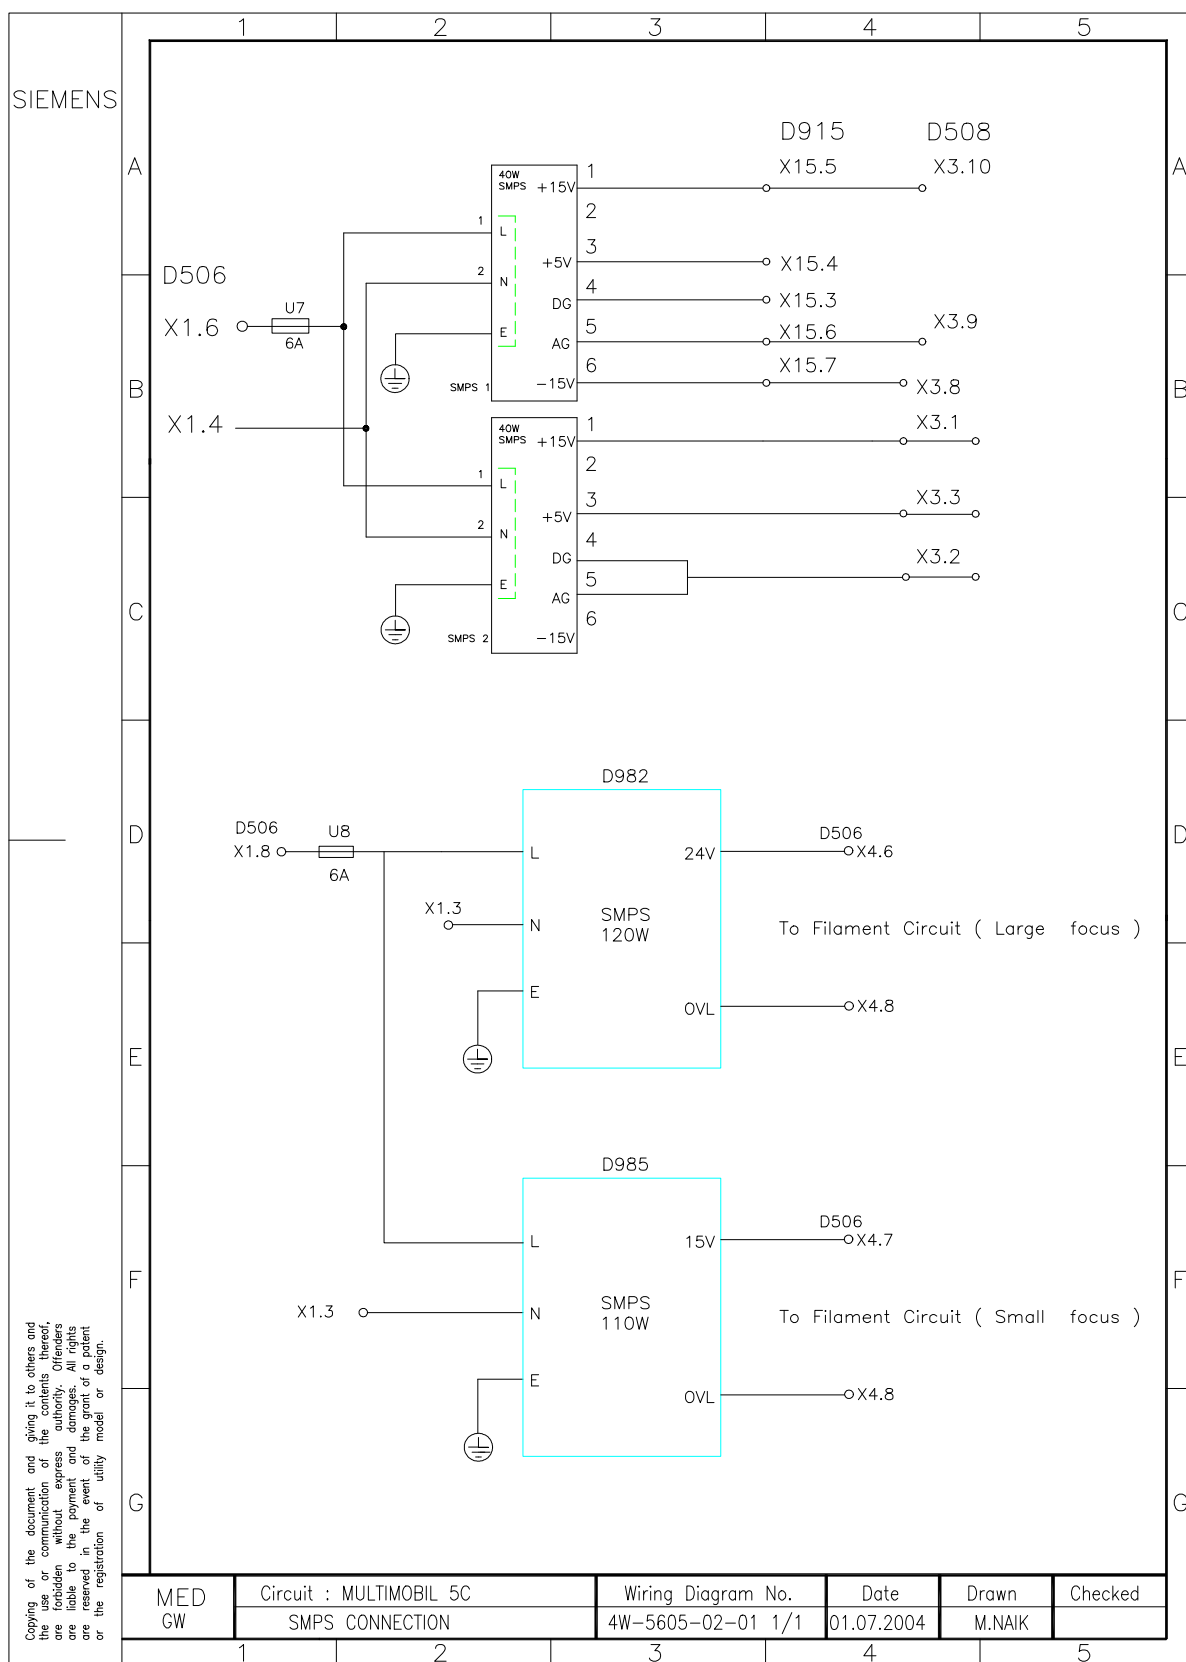 1 2 3 4 5
SIEMENS
A
A
D915 D508
X15.5 X3.10
40W
SMPS +15V 1
2
1 L
+5V 3
X15.4
2 N
DG 4
X15.3
D506
X1.6
U7
6A
E
AG 5
X15.6 X3.9
SMPS 1
-15V 6
X15.7 X3.8
B
B
X1.4
40W
SMPS +15V 1
X3.1
2
1 L
+5V 3
X3.3
2 N
DG 4
E
AG 5
X3.2
6
SMPS 2
-15V
C
C
D982
D
D
D506
X1.8
U8
6A
L
24V
D506
X4.6
X1.3
N
SMPS
120W
To Filament Circuit ( Large focus )
E
0VL
X4.8
E
E
D985
L
15V
D506
X4.7
F
F
X1.3
N
SMPS
110W
To Filament Circuit ( Small focus )
E
0VL
X4.8
G
G
Copying of the document and giving it to others and
the use or communication of the contents thereof,
are forbidden without express authority. Offenders
are liable to the payment and damages. All rights
are reserved in the event of the grant of a patent
or the registration of utility model or design.
MED
GW
Circuit : MULTIMOBIL 5C
SMPS CONNECTION
Wiring Diagram No.
4W-5605-02-01 1/1
Date
01.07.2004
Drawn
M.NAIK
Checked
1 2 3 4 5